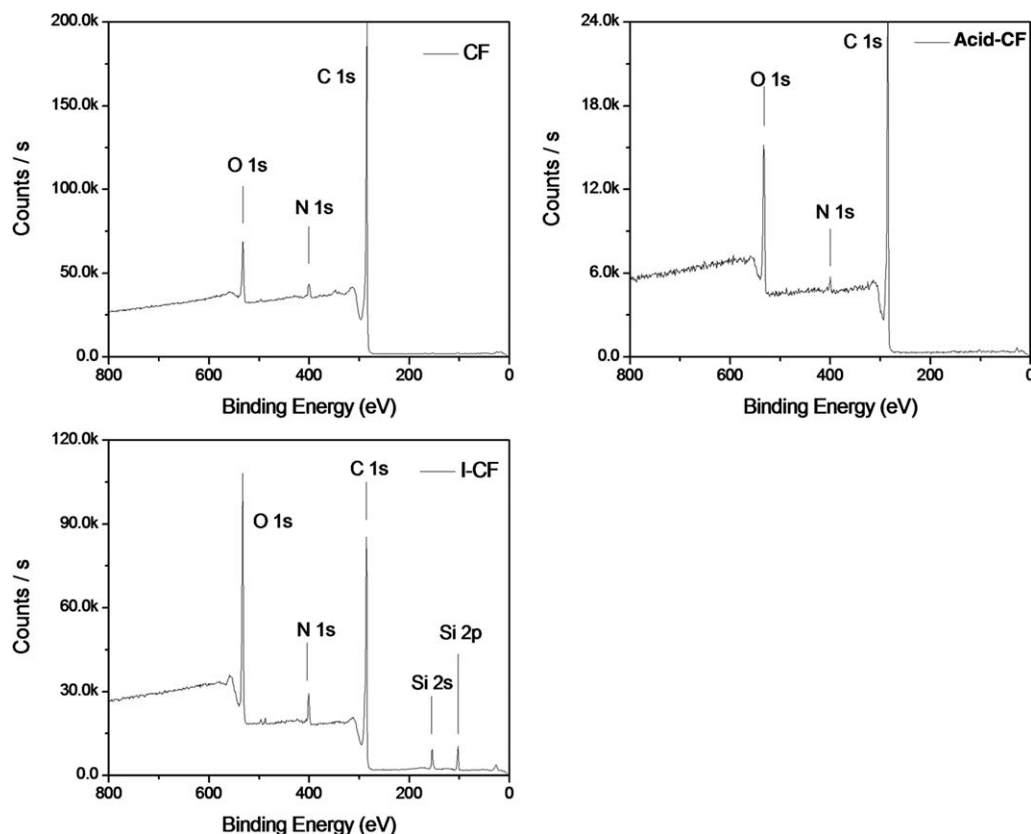 200.0k
150.0k
100.0k
50.0k
0.0
Counts / s
O 1s
N 1s
C 1s
CF
800
600
400
200
0
Binding Energy (eV)
24.0k
18.0k
12.0k
6.0k
0.0
Counts / s
O 1s
N 1s
C 1s
Acid-CF
800
600
400
200
0
Binding Energy (eV)
120.0k
90.0k
60.0k
30.0k
0.0
Counts / s
O 1s
N 1s
C 1s
Si 2s
Si 2p
I-CF
800
600
400
200
0
Binding Energy (eV)